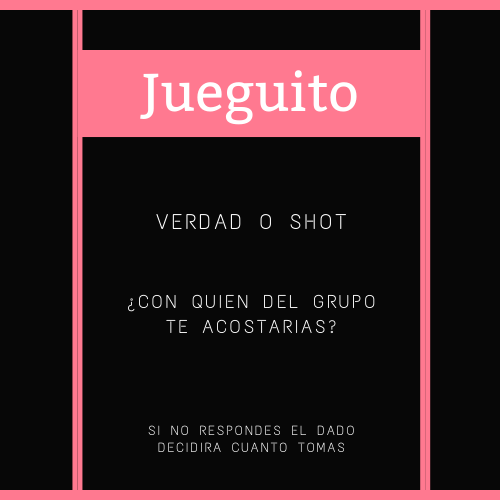 Jueguito
VERDAD O SHOT
¿CON QUIEN DEL GRUPO
TE ACOSTARIAS?
SI NO RESPONDES EL DADO
DECIDIRA CUANTO TOMAS